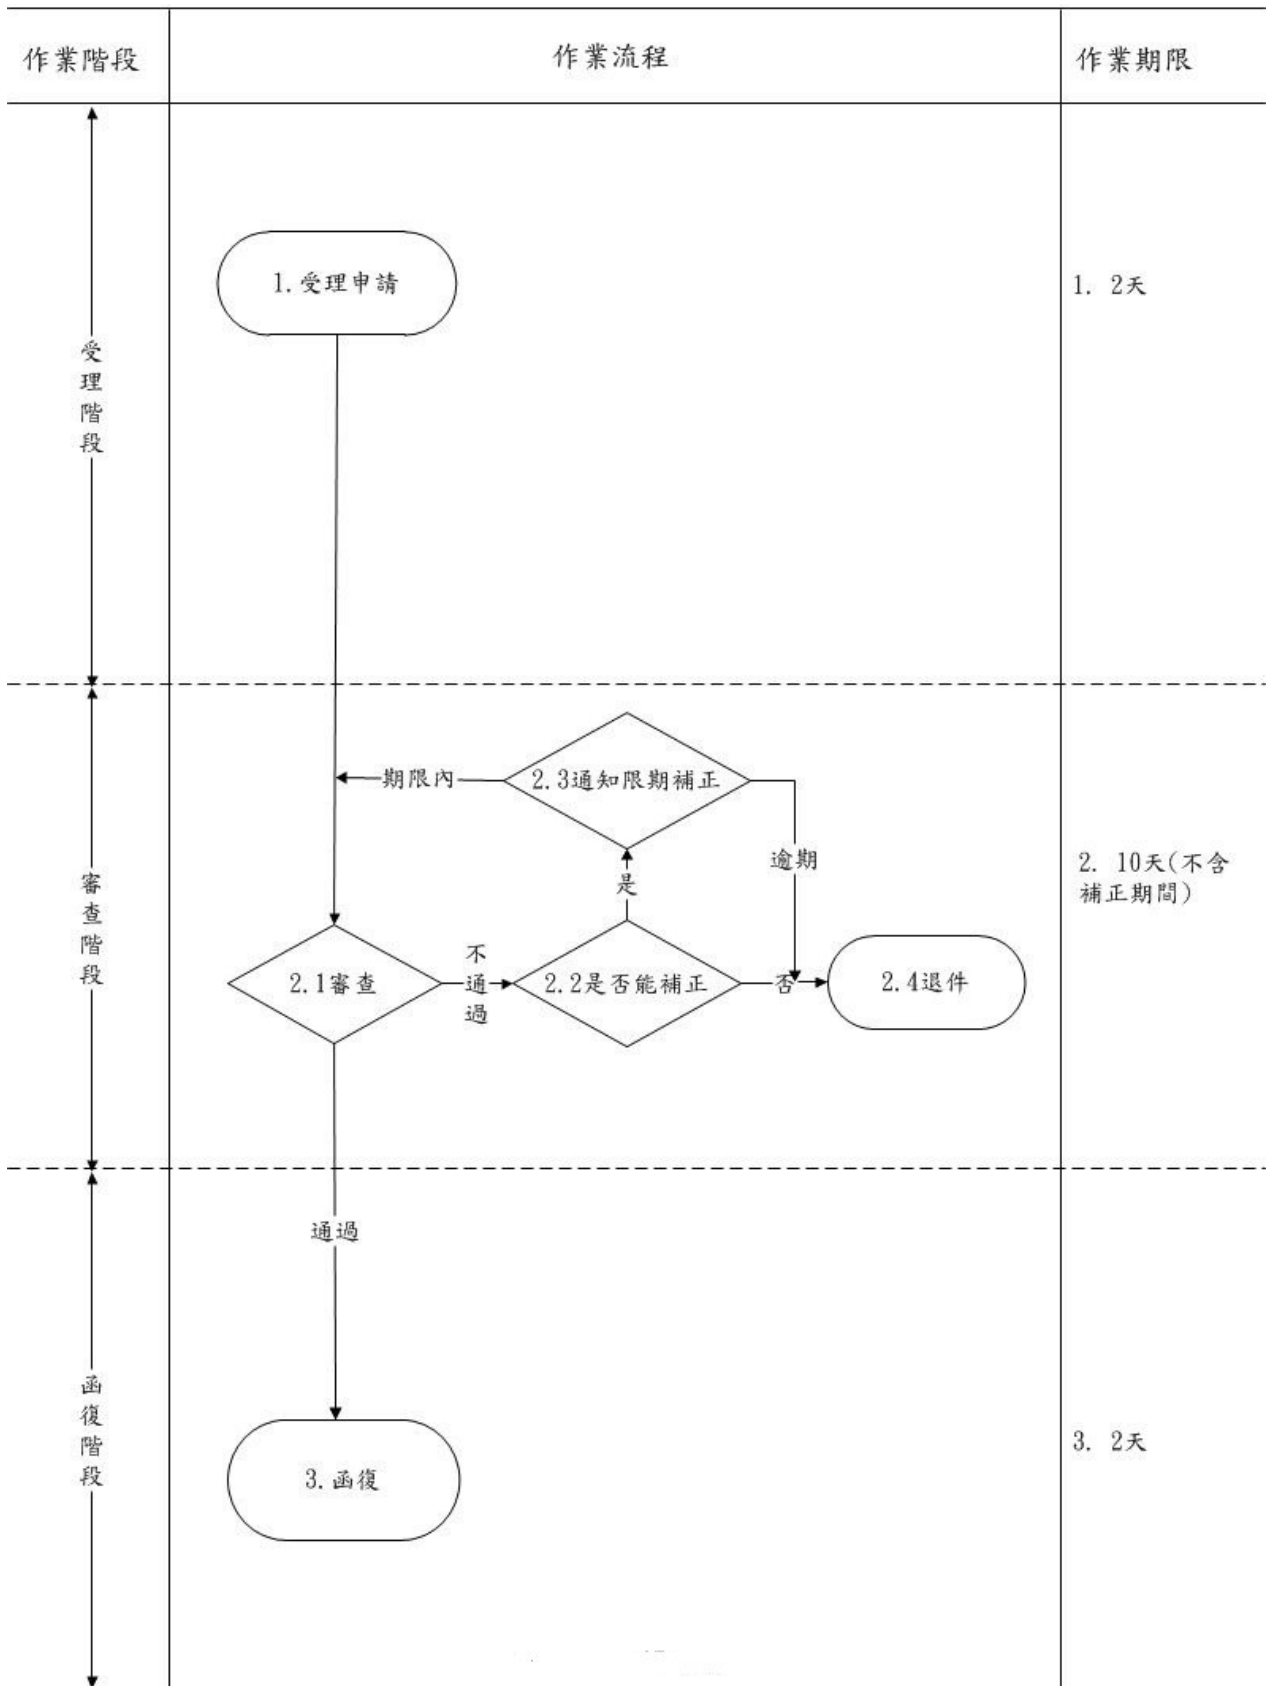 作業階段
作業流程
作業期限
受理階段
1.受理申請
1. 2天
審查階段
期限內
2.3通知限期補正
逾期
是
2.1審查
不通過
2.2是否能補正
否
2.4退件
2. 10天(不含
補正期間)
函復階段
通過
3.函復
3. 2天